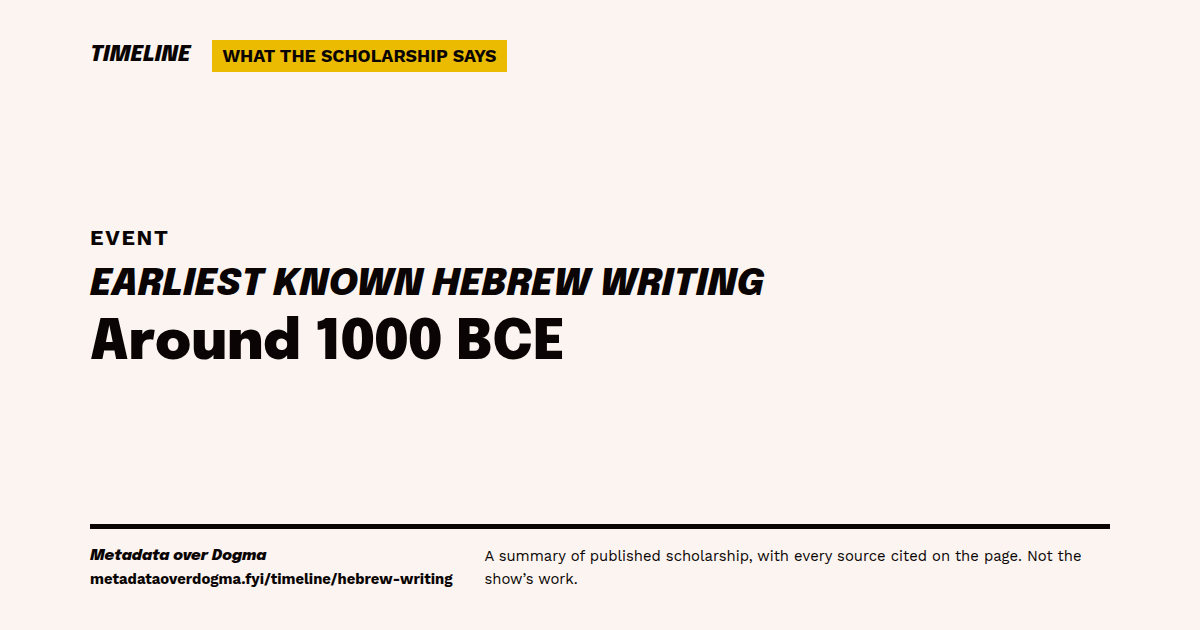 TIMELINE
WHAT THE SCHOLARSHIP SAYS
EVENT
EARLIEST KNOWN HEBREW WRITING
Around 1000 BCE
Metadata over Dogma
metadataoverdogma.fyi/timeline/hebrew-writing
A summary of published scholarship, with every source cited on the page. Not the
show’s work.